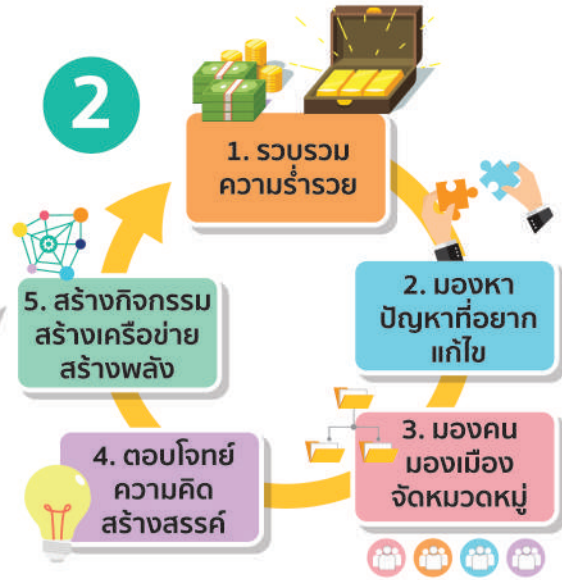 2
1. รวบรวม
ความร่ำรวย
2. มองหา
ปัญหาที่อยาก
แก้ไข
3. มองคน
มองเมือง
จัดหมวดหมู่
4. ตอบโจทย์
ความคิด
สร้างสรรค์
5. สร้างกิจกรรม
สร้างเครือข่าย
สร้างพลัง